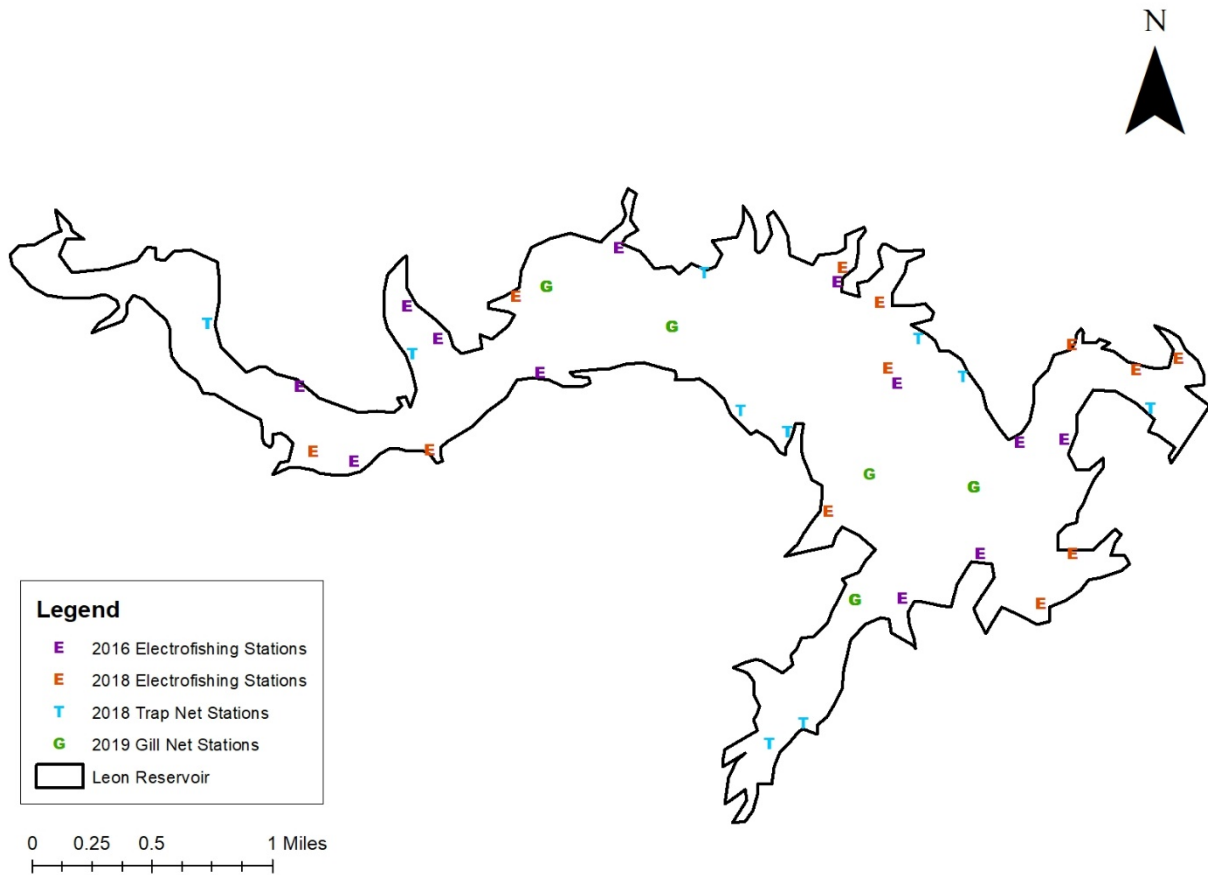 N
E
T E
E
G
E E
E
T G
E T
E
T
E
E
E E
T
E E
T T
T
E E
E E
E
G
G
E
E E
G E E
T
T
Legend
E 2016 Electrofishing Stations
E 2018 Electrofishing Stations
T 2018 Trap Net Stations
G 2019 Gill Net Stations
Leon Reservoir
0 0.25 0.5 1 Miles